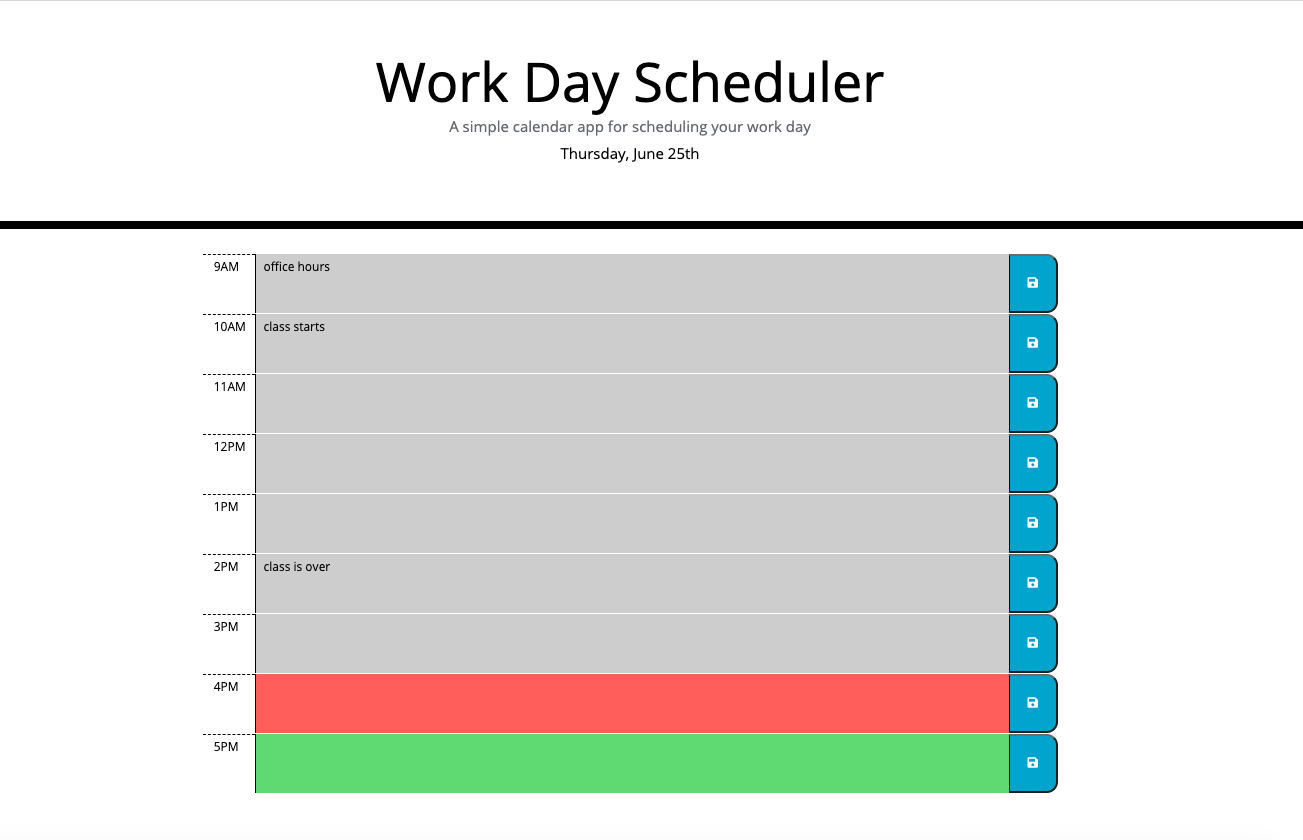 Work Day Scheduler
A simple calendar app for scheduling your work day
Thursday, June 25th
9AM office hours
10AM class starts
11AM
12PM
1PM
2PM class is over
3PM
4PM
5PM